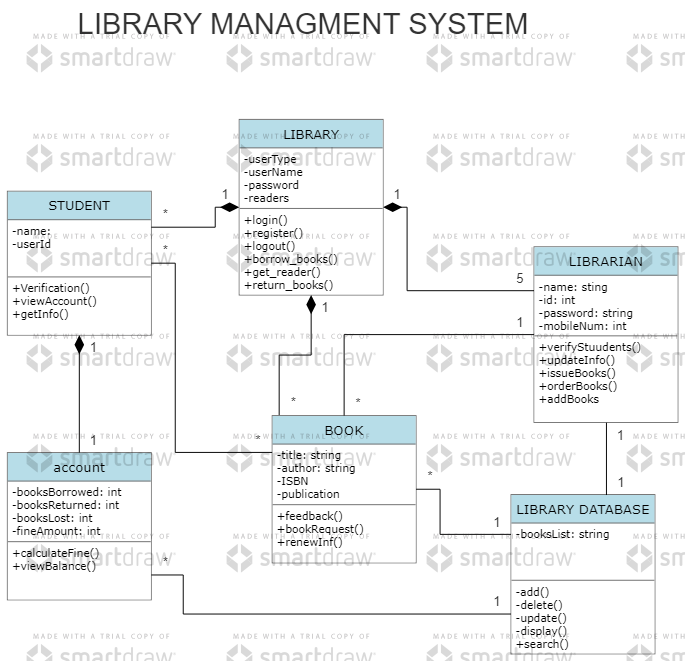 LIBRARY MANAGMENT SYSTEM
MADE WITH A TRIAL COPY OF
smartdraw
LIBRARY
-userType
-userName
-password
-readers
+login()
+register()
+logout()
+borrow_books()
+get_reader()
+return_books()
1
1
1
*
*
STUDENT
-name:
-userId
+Verification()
+viewAccount()
+getInfo()
1
1
5
1
LIBRARIAN
-name: sting
-id: int
-password: string
-mobileNum: int
+verifyStuudents()
+updateInfo()
+issueBooks()
+orderBooks()
+addBooks
1
1
*
*
*
BOOK
-title: string
-author: string
-ISBN
-publication
+feedback()
+bookRequest()
+renewInf()
*
1
account
-booksBorrowed: int
-booksReturned: int
-booksLost: int
-fineAmount: int
+calculateFine()
+viewBalance()
*
1
LIBRARY DATABASE
-booksList: string
-add()
-delete()
-update()
-display()
+search()